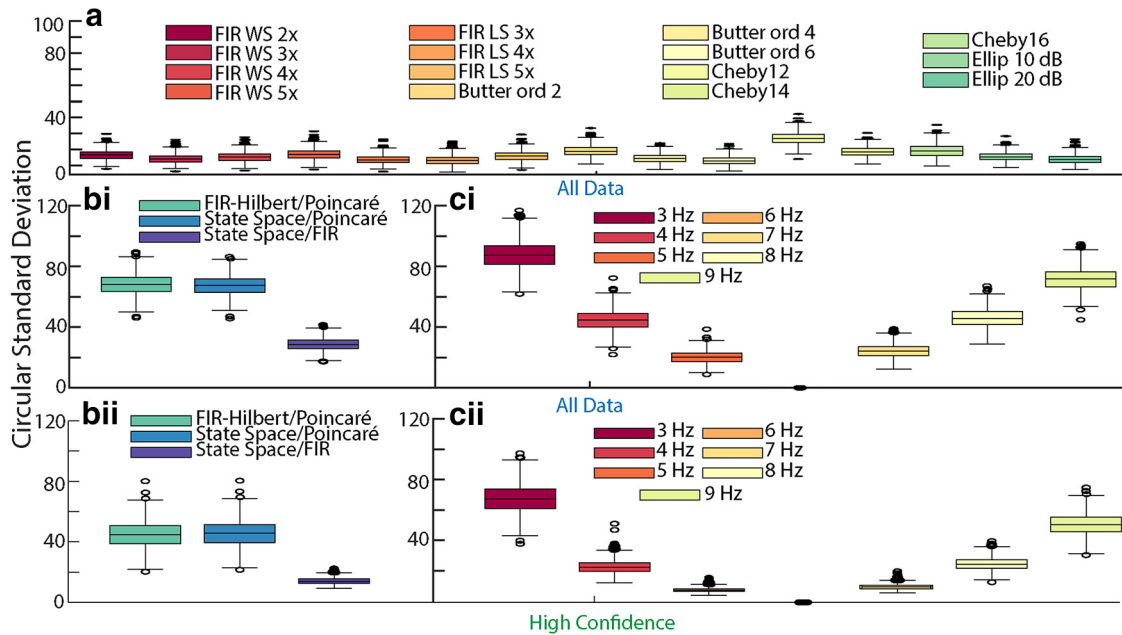 a
Circular Standard Deviation
100
80
40
0
FIR WS 2x
FIR WS 3x
FIR WS 4x
FIR WS 5x
FIR LS 3x
FIR LS 4x
FIR LS 5x
Butter ord 2
Butter ord 4
Butter ord 6
Cheby12
Cheby14
Cheby16
Ellip 10 dB
Ellip 20 dB
All Data
bi
120
80
40
0
FIR-Hilbert/Poincaré
State Space/Poincaré
State Space/FIR
ci
120
80
40
0
3 Hz
4 Hz
5 Hz
6 Hz
7 Hz
8 Hz
9 Hz
All Data
bii
120
80
40
0
FIR-Hilbert/Poincaré
State Space/Poincaré
State Space/FIR
cii
120
80
40
0
3 Hz
4 Hz
5 Hz
6 Hz
7 Hz
8 Hz
9 Hz
High Confidence